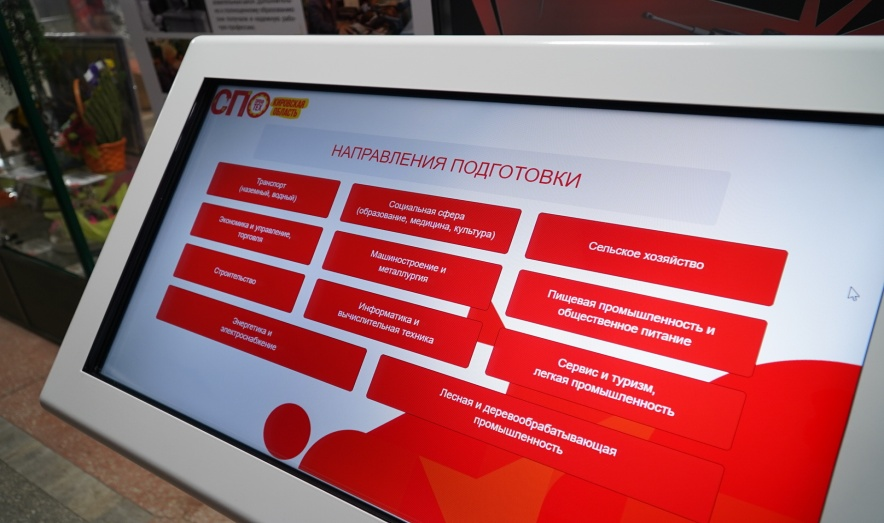 СПО
КИРОВСКАЯ
ОБЛАСТЬ
НАПРАВЛЕНИЯ ПОДГОТОВКИ
Транспорт
(наземный, водный)
Экономика и управление,
торговля
Строительство
Энергетика и
электроснабжение
Социальная сфера
(образование, медицина, культура)
Машиностроение и
металлургия
Информатика и
вычислительная техника
Сельское хозяйство
Пищевая промышленность и
общественное питание
Сервис и туризм,
легкая промышленность
Лесная и деревообрабатывающая
промышленность